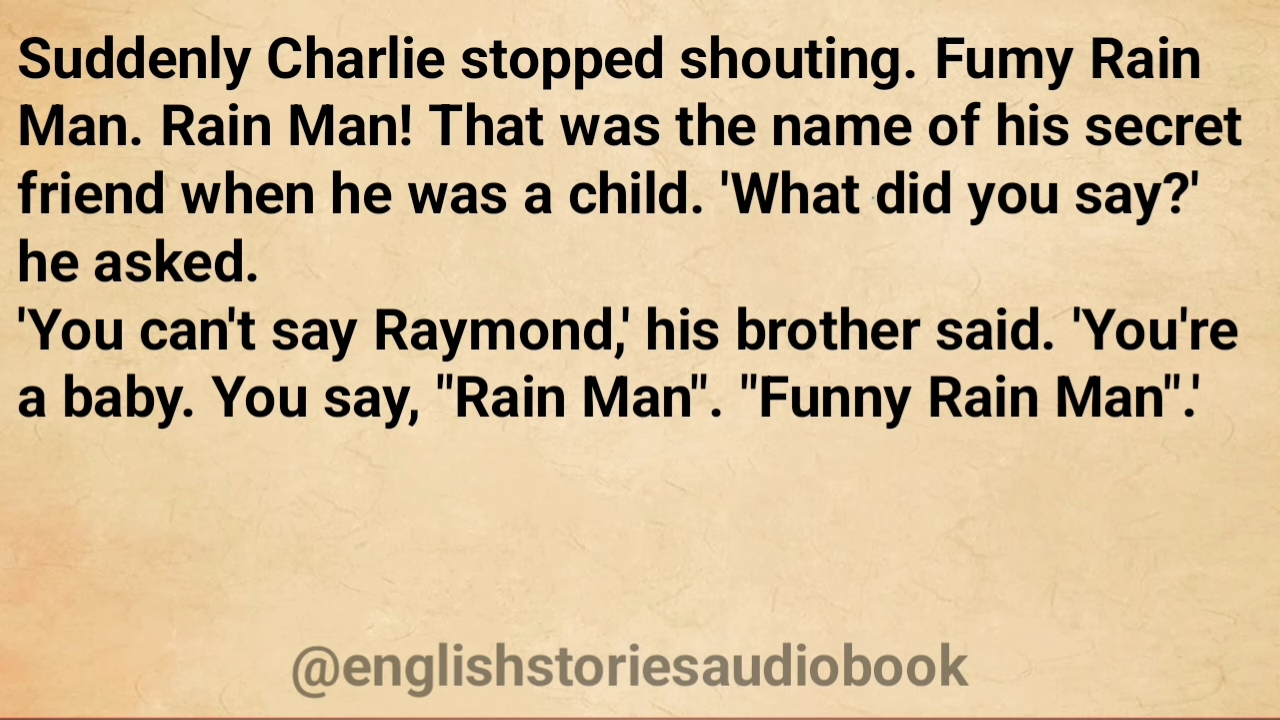 Suddenly Charlie stopped shouting. Fumy Rain
Man. Rain Man! That was the name of his secret
friend when he was a child. 'What did you say?'
he asked.
'You can't say Raymond,' his brother said. 'You're
a baby. You say, "Rain Man". "Funny Rain Man".'
@englishstoriesaudiobook